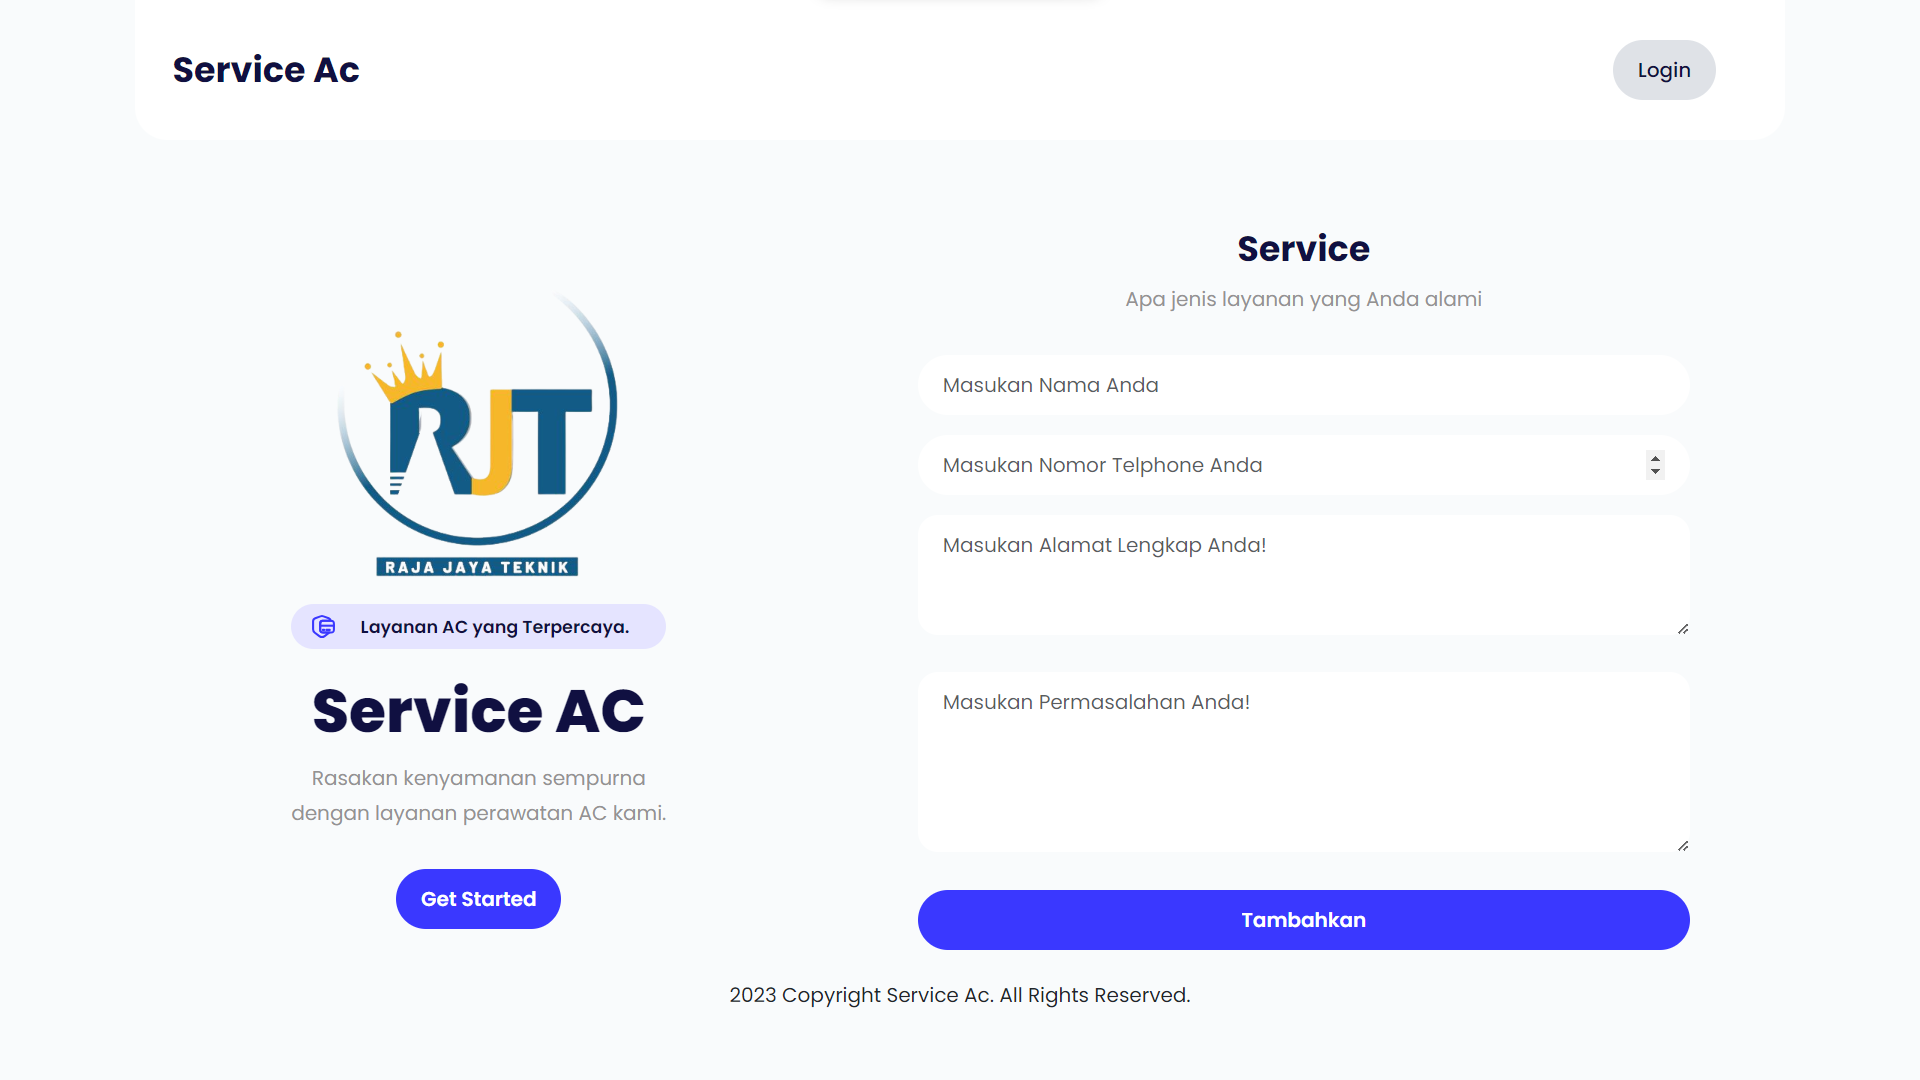 Service Ac
Login
RJT
RAJA JAYA TEKNIK
Layanan AC yang Terpercaya.
Service AC
Rasakan kenyamanan sempurna
dengan layanan perawatan AC kami.
Get Started
Service
Apa jenis layanan yang Anda alami
Masukan Nama Anda
Masukan Nomor Telphone Anda
Masukan Alamat Lengkap Anda!
Masukan Permasalahan Anda!
Tambahkan
2023 Copyright Service Ac. All Rights Reserved.